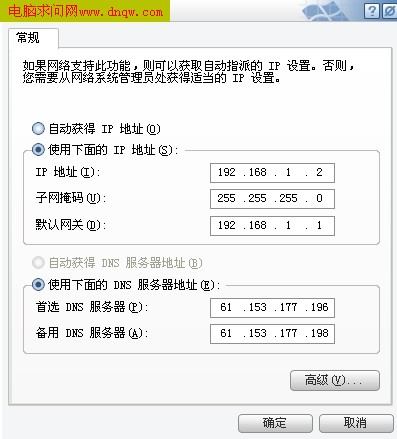 电脑求问网www.dnqw.com
常规
如果网络支持此功能，则可以获取自动指派的 IP 设置。否则，
您需要从网络系统管理员处获得适当的 IP 设置。
自动获得 IP 地址(O)
使用下面的 IP 地址(S):
IP 地址(I): 192 .168 . 1 . 2
子网掩码(U): 255 .255 .255 . 0
默认网关(D): 192 .168 . 1 . 1
自动获得 DNS 服务器地址(B)
使用下面的 DNS 服务器地址(E):
首选 DNS 服务器(P): 61 .153 .177 .196
备用 DNS 服务器(A): 61 .153 .177 .198
高级(V)...
确定 取消